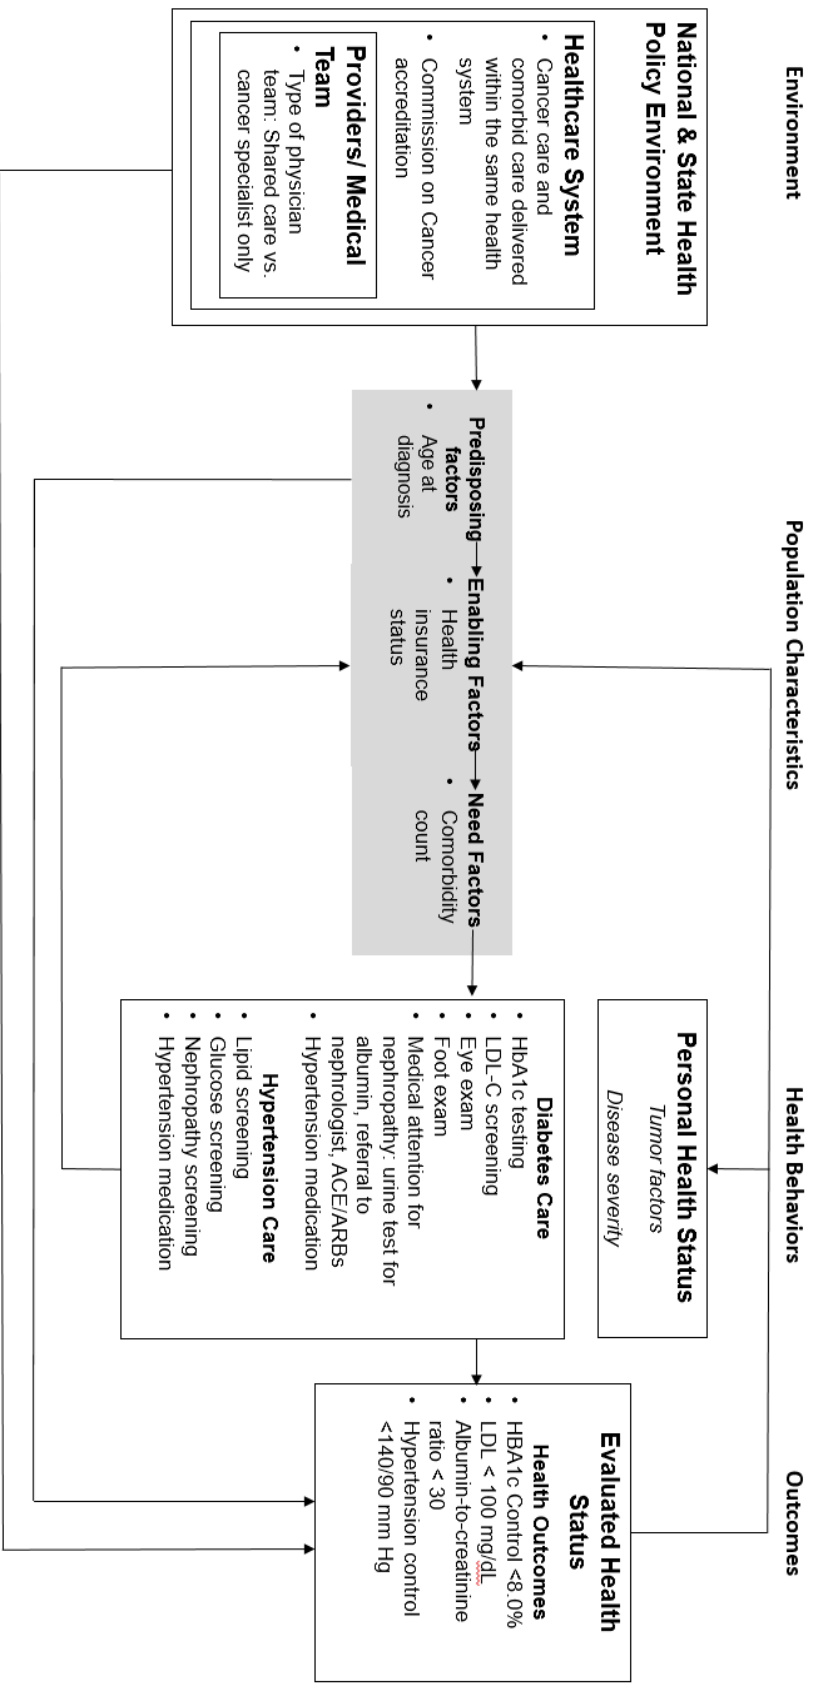 Environment
Population Characteristics
Health Behaviors
Outcomes
National & State Health
Policy Environment
Healthcare System
• Cancer care and
comorbid care delivered
within the same health
system
• Commission on Cancer
accreditation
Providers/ Medical
Team
• Type of physician
team: Shared care vs.
cancer specialist only
Predisposing
factors
• Age at
diagnosis
Enabling Factors
• Health
insurance
status
Need Factors
• Comorbidity
count
Personal Health Status
Tumor factors
Disease severity
Diabetes Care
• HbA1c testing
• LDL-C screening
• Eye exam
• Foot exam
• Medical attention for
nephropathy: urine test for
albumin, referral to
nephrologist, ACE/ARBs
• Hypertension medication
Hypertension Care
• Lipid screening
• Glucose screening
• Nephropathy screening
• Hypertension medication
Evaluated Health
Status
Health Outcomes
• HBA1c Control <8.0%
• LDL < 100 mg/dL
• Albumin-to-creatinine
ratio < 30
• Hypertension control
<140/90 mm Hg